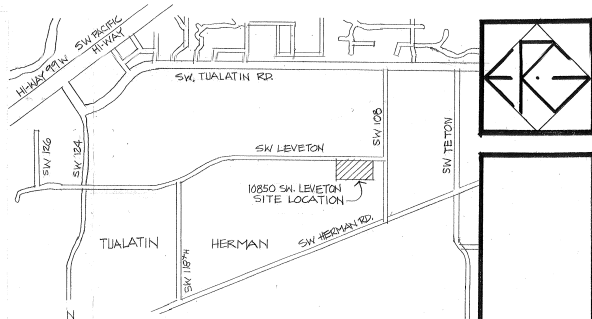 SW PACIFIC
HI-WAY
HI-WAY 99W
SW. TUALATIN RD.
SW 126
SW 124
SW 108
SW TETON
SW LEVETON
10850 SW. LEVETON
SITE LOCATION
TUALATIN
HERMAN
SW HERMAN RD.
SW 118TH
N